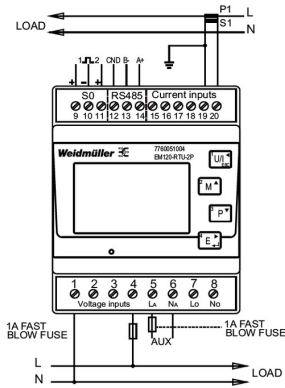 P1
L
LOAD
S1
N
1 2 GND B- A+
+ - +
S0 RS485 Current inputs
9 10 11 12 13 14 15 16 17 18 19 20
Weidmüller
7760051004
EM120-RTU-2P
U/I
ESC
M
P
E
1 2 3 4 5 6 7 8
Voltage inputs LA NA Lo No
1A FAST
BLOW FUSE
AUX
1A FAST
BLOW FUSE
L
LOAD
N